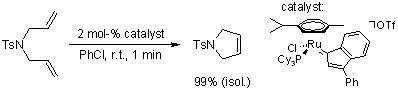 catalyst:
2 mol-% catalyst
TsN
PhCl, r.t., 1 min
TsN
99% (isol.)
⌝OTf
Cl
Ru
Cy₃P
Ph